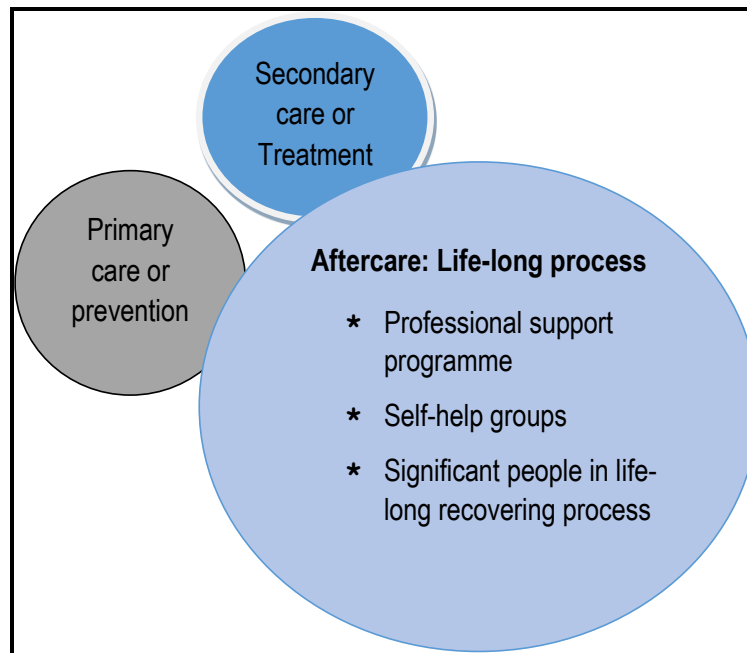 Secondary
care or
Treatment
Primary
care or
prevention
Aftercare: Life-long process
* Professional support
programme
* Self-help groups
* Significant people in life-
long recovering process